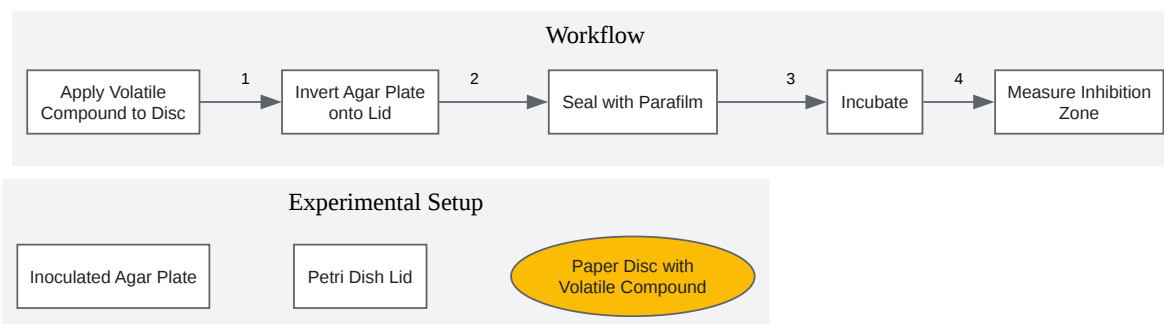 Workflow
1
2
3
4
Apply Volatile
Compound to Disc
Invert Agar Plate
onto Lid
Seal with Parafilm
Incubate
Measure Inhibition
Zone
Experimental Setup
Inoculated Agar Plate
Petri Dish Lid
Paper Disc with
Volatile Compound